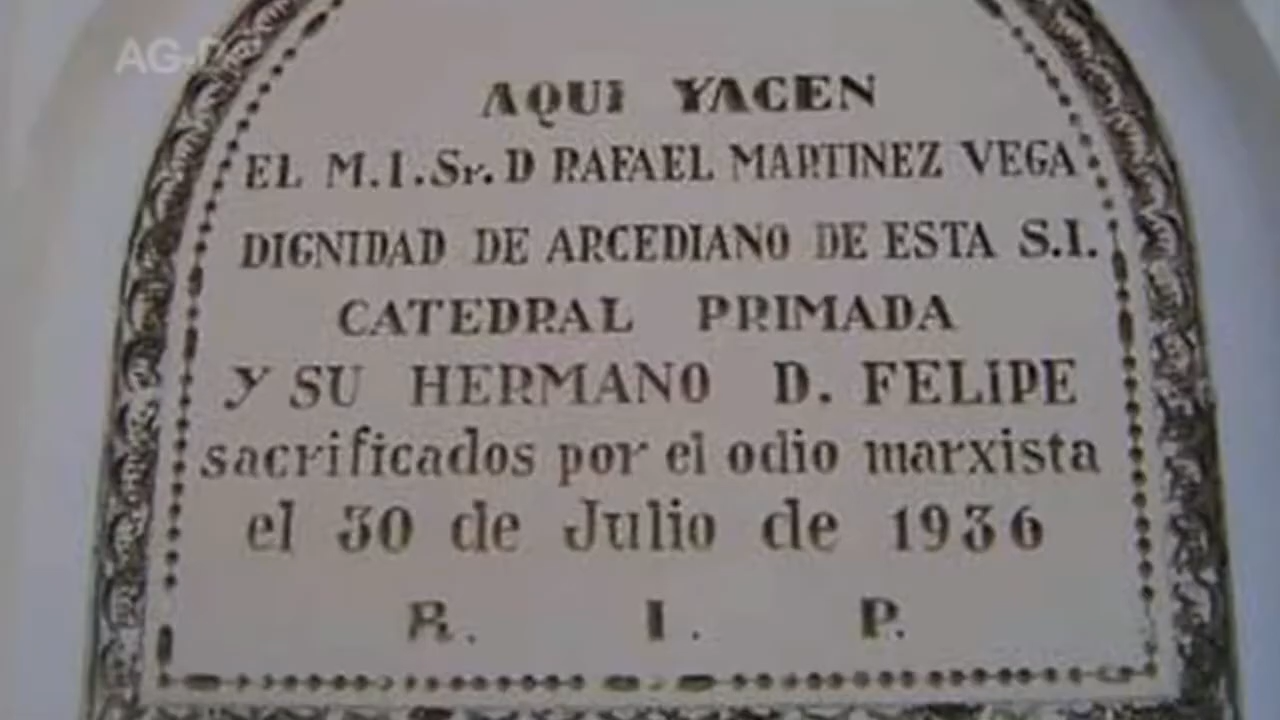 AQUI YACEN
EL M.I.Sr. D RAFAEL MARTINEZ VEGA
DIGNIDAD DE ARCEDIANO DE ESTA S.I.
CATEDRAL PRIMADA
Y SU HERMANO D. FELIPE
sacrificados por el odio marxista
el 30 de Julio de 1936
R. I. P.